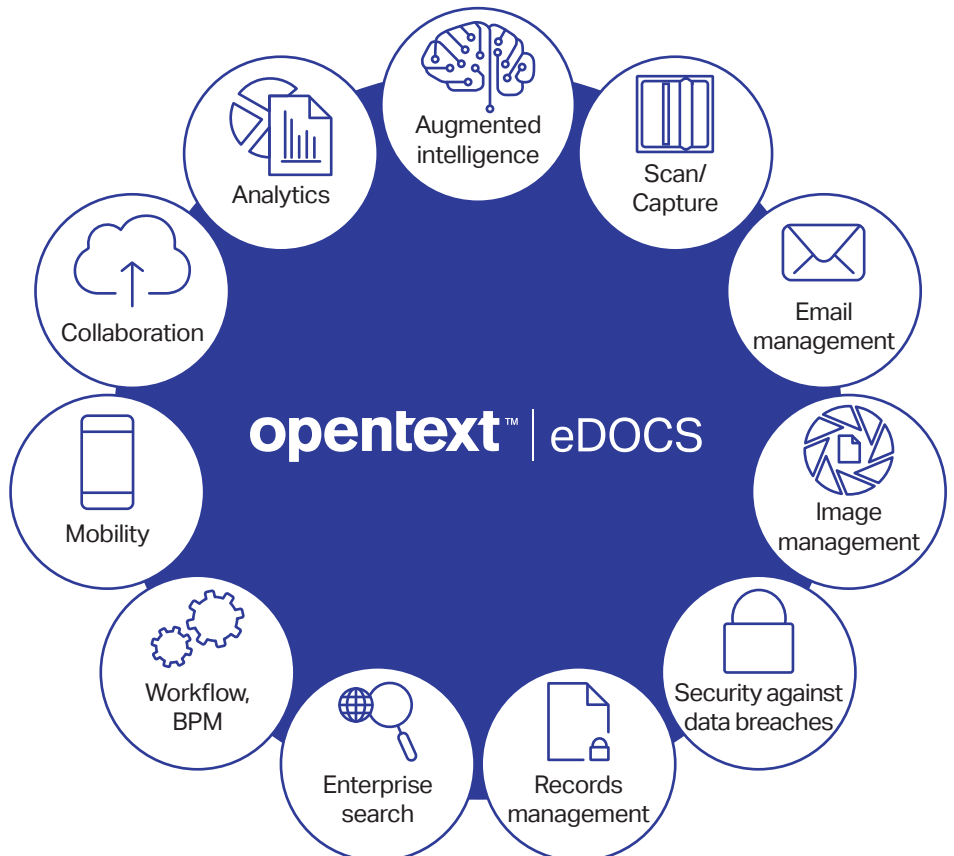 Augmented
intelligence
Scan/
Capture
Email
management
Image
management
Security against
data breaches
Records
management
Enterprise
search
Workflow,
BPM
Mobility
Collaboration
Analytics
opentext™ | eDOCS